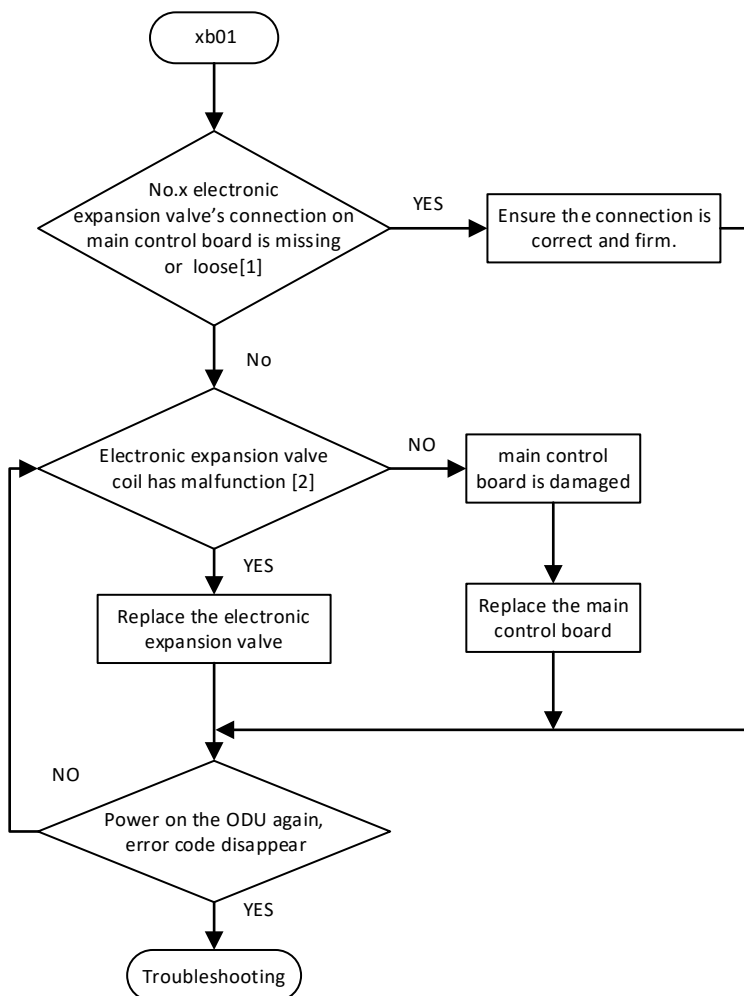 xb01
No.x electronic
expansion valve's connection on
main control board is missing
or loose[1]
YES
Ensure the connection is
correct and firm.
No
Electronic expansion valve
coil has malfunction [2]
NO
main control
board is damaged
YES
Replace the electronic
expansion valve
Replace the main
control board
NO
Power on the ODU again,
error code disappear
YES
Troubleshooting